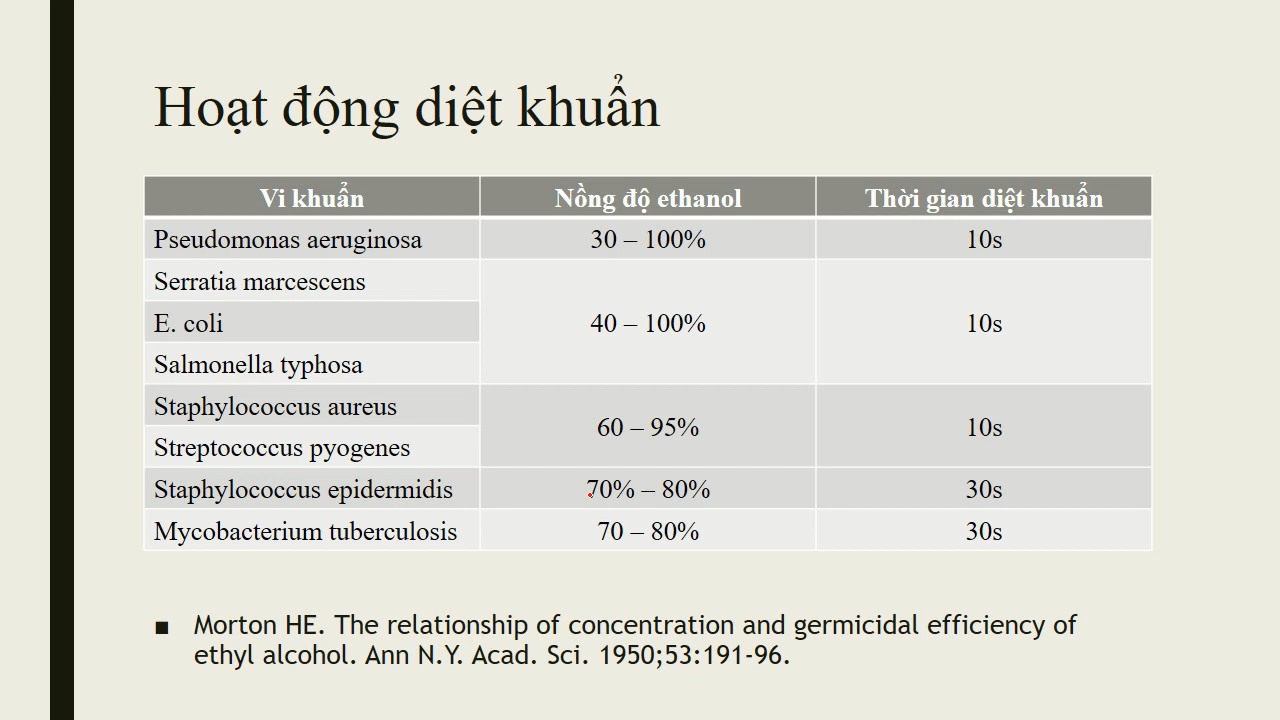 Hoạt động diệt khuẩn
Vi khuẩn Nồng độ ethanol Thời gian diệt khuẩn
Pseudomonas aeruginosa 30 – 100% 10s
Serratia marcescens
E. coli 40 – 100% 10s
Salmonella typhosa
Staphylococcus aureus
60 – 95% 10s
Streptococcus pyogenes
Staphylococcus epidermidis 70% – 80% 30s
Mycobacterium tuberculosis 70 – 80% 30s
■ Morton HE. The relationship of concentration and germicidal efficiency of
ethyl alcohol. Ann N.Y. Acad. Sci. 1950;53:191-96.